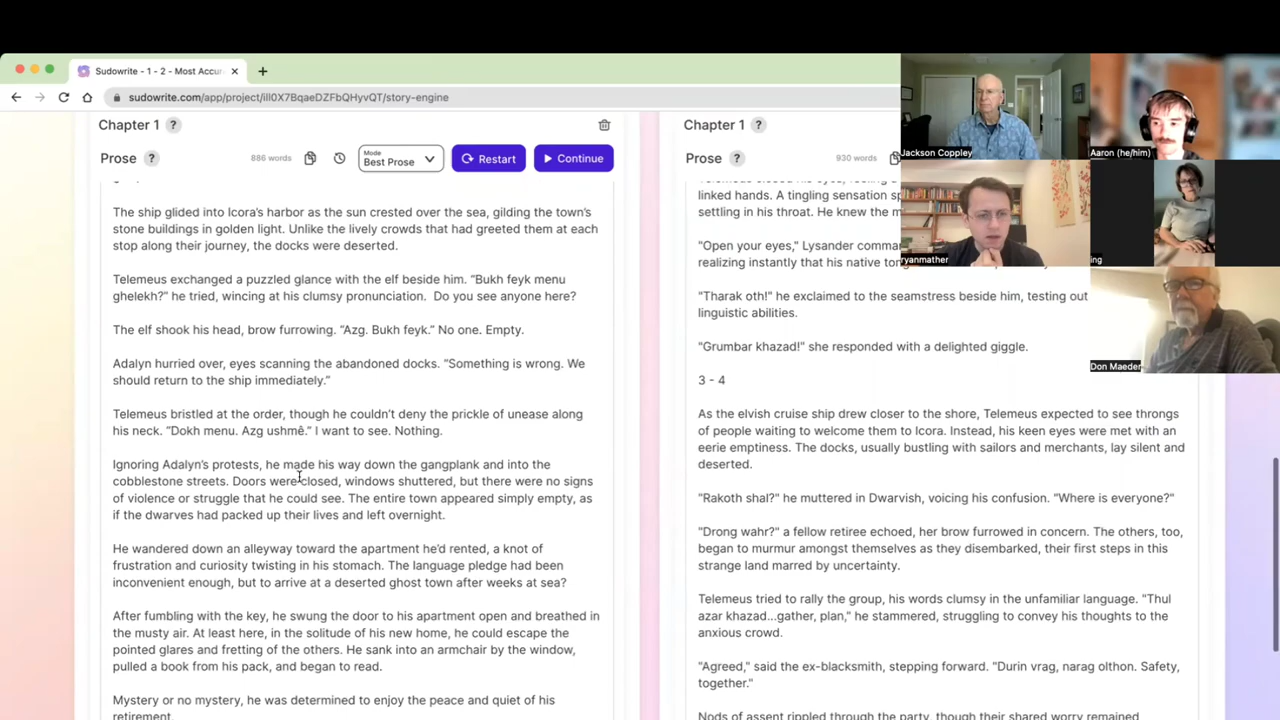 Sudowrite - 1 - 2 - Most Accur
sudowrite.com/app/project/ill0X7BqaeDZFbQHyvQT/story-engine
Chapter 1
Prose
886 words
Mode
Best Prose
Restart
Continue
The ship glided into Icora’s harbor as the sun crested over the sea, gilding the town’s
stone buildings in golden light. Unlike the lively crowds that had greeted them at each
stop along their journey, the docks were deserted.
Telemeus exchanged a puzzled glance with the elf beside him. “Bukh feyk menu
ghelekh?” he tried, wincing at his clumsy pronunciation. Do you see anyone here?
The elf shook his head, brow furrowing. “Azg. Bukh feyk.” No one. Empty.
Adalyn hurried over, eyes scanning the abandoned docks. “Something is wrong. We
should return to the ship immediately.”
Telemeus bristled at the order, though he couldn’t deny the prickle of unease along
his neck. “Dokh menu. Azg ushmê.” I want to see. Nothing.
Ignoring Adalyn’s protests, he made his way down the gangplank and into the
cobblestone streets. Doors were closed, windows shuttered, but there were no signs
of violence or struggle that he could see. The entire town appeared simply empty, as
if the dwarves had packed up their lives and left overnight.
He wandered down an alleyway toward the apartment he’d rented, a knot of
frustration and curiosity twisting in his stomach. The language pledge had been
inconvenient enough, but to arrive at a deserted ghost town after weeks at sea?
After fumbling with the key, he swung the door to his apartment open and breathed in
the musty air. At least here, in the solitude of his new home, he could escape the
pointed glares and fretting of the others. He sank into an armchair by the window,
pulled a book from his pack, and began to read.
Mystery or no mystery, he was determined to enjoy the peace and quiet of his
retirement.
Chapter 1
Prose
930 words
linked hands. A tingling sensation
settling in his throat. He knew the
"Open your eyes," Lysander
realizing instantly that his native
"Tharak oth!" he exclaimed to the seamstress beside him, testing out
linguistic abilities.
"Grumbar khazad!" she responded with a delighted giggle.
3 - 4
As the elvish cruise ship drew closer to the shore, Telemeus expected to see throngs
of people waiting to welcome them to Icora. Instead, his keen eyes were met with an
eerie emptiness. The docks, usually bustling with sailors and merchants, lay silent and
deserted.
"Rakoth shal?" he muttered in Dwarvish, voicing his confusion. "Where is everyone?"
"Drong wahr?" a fellow retiree echoed, her brow furrowed in concern. The others, too,
began to murmur amongst themselves as they disembarked, their first steps in this
strange land marred by uncertainty.
Telemeus tried to rally the group, his words clumsy in the unfamiliar language. "Thul
azar khazad...gather, plan," he stammered, struggling to convey his thoughts to the
anxious crowd.
"Agreed," said the ex-blacksmith, stepping forward. "Durin vrag, narag olthon. Safety,
together."
Nods of assent rippled through the party, though their shared worry remained
Jackson Coppley
Aaron (he/him)
ryanmather
ing
Don Maeder